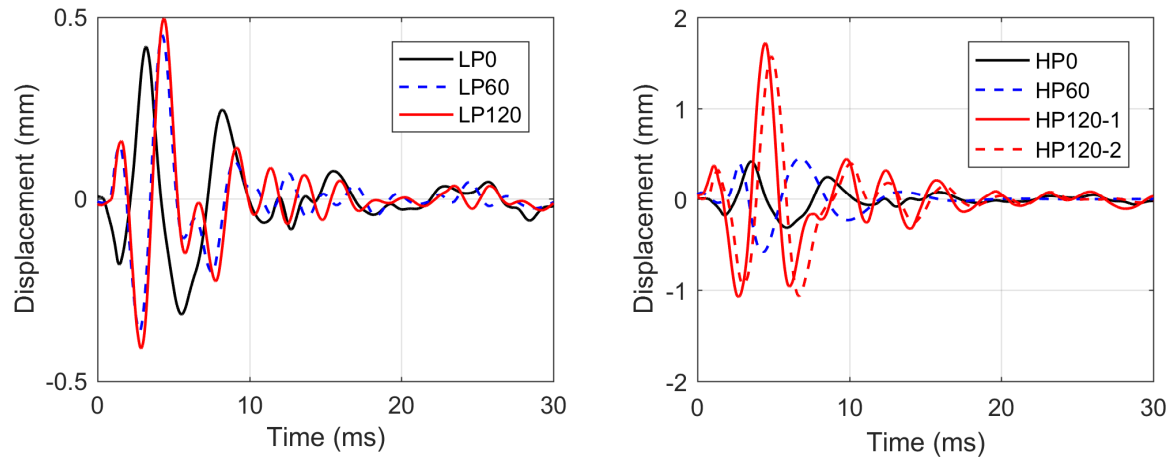 0.5
0
-0.5
Displacement (mm)
0
10
20
30
Time (ms)
LP0
LP60
LP120
2
1
0
-1
-2
Displacement (mm)
0
10
20
30
Time (ms)
HP0
HP60
HP120-1
HP120-2